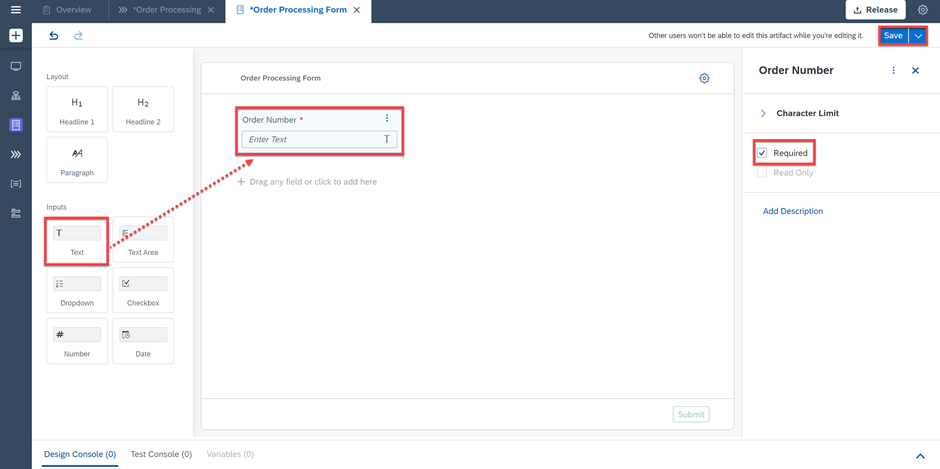 Overview
*Order Processing
*Order Processing Form
Release
Other users won't be able to edit this artifact while you're editing it.
Save
Layout
H1
Headline 1
H2
Headline 2
Paragraph
Inputs
T
Text
Text Area
Dropdown
Checkbox
#
Number
Date
Order Processing Form
Order Number *
Enter Text
T
+ Drag any field or click to add here
Submit
Order Number
Character Limit
Required
Read Only
Add Description
Design Console (0)
Test Console (0)
Variables (0)